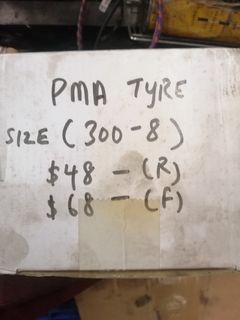 PMA TYRE
SIZE (300-8)
$48 - (R)
$68 - (F)